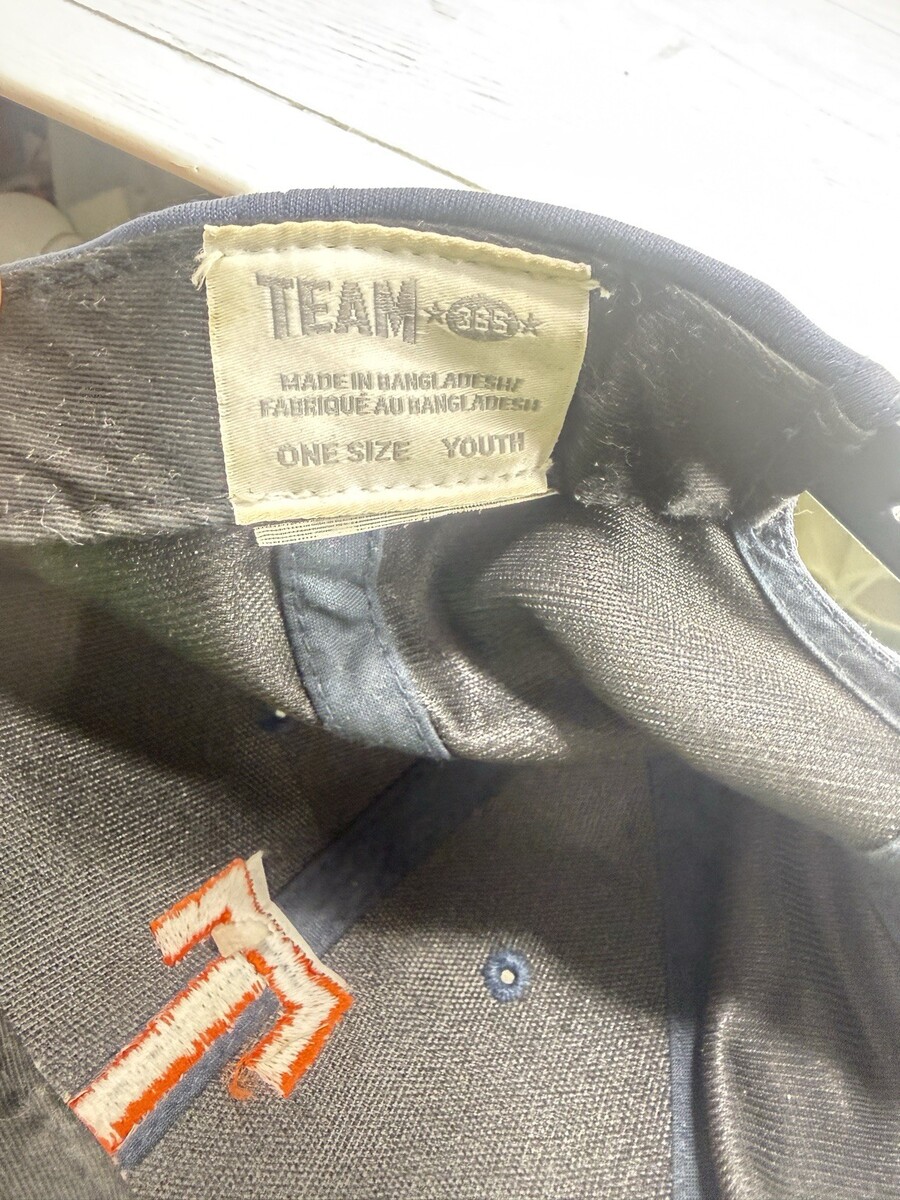 TEAM ★365★
MADE IN BANGLADESH/
FABRIQUÉ AU BANGLADESH
ONE SIZE YOUTH